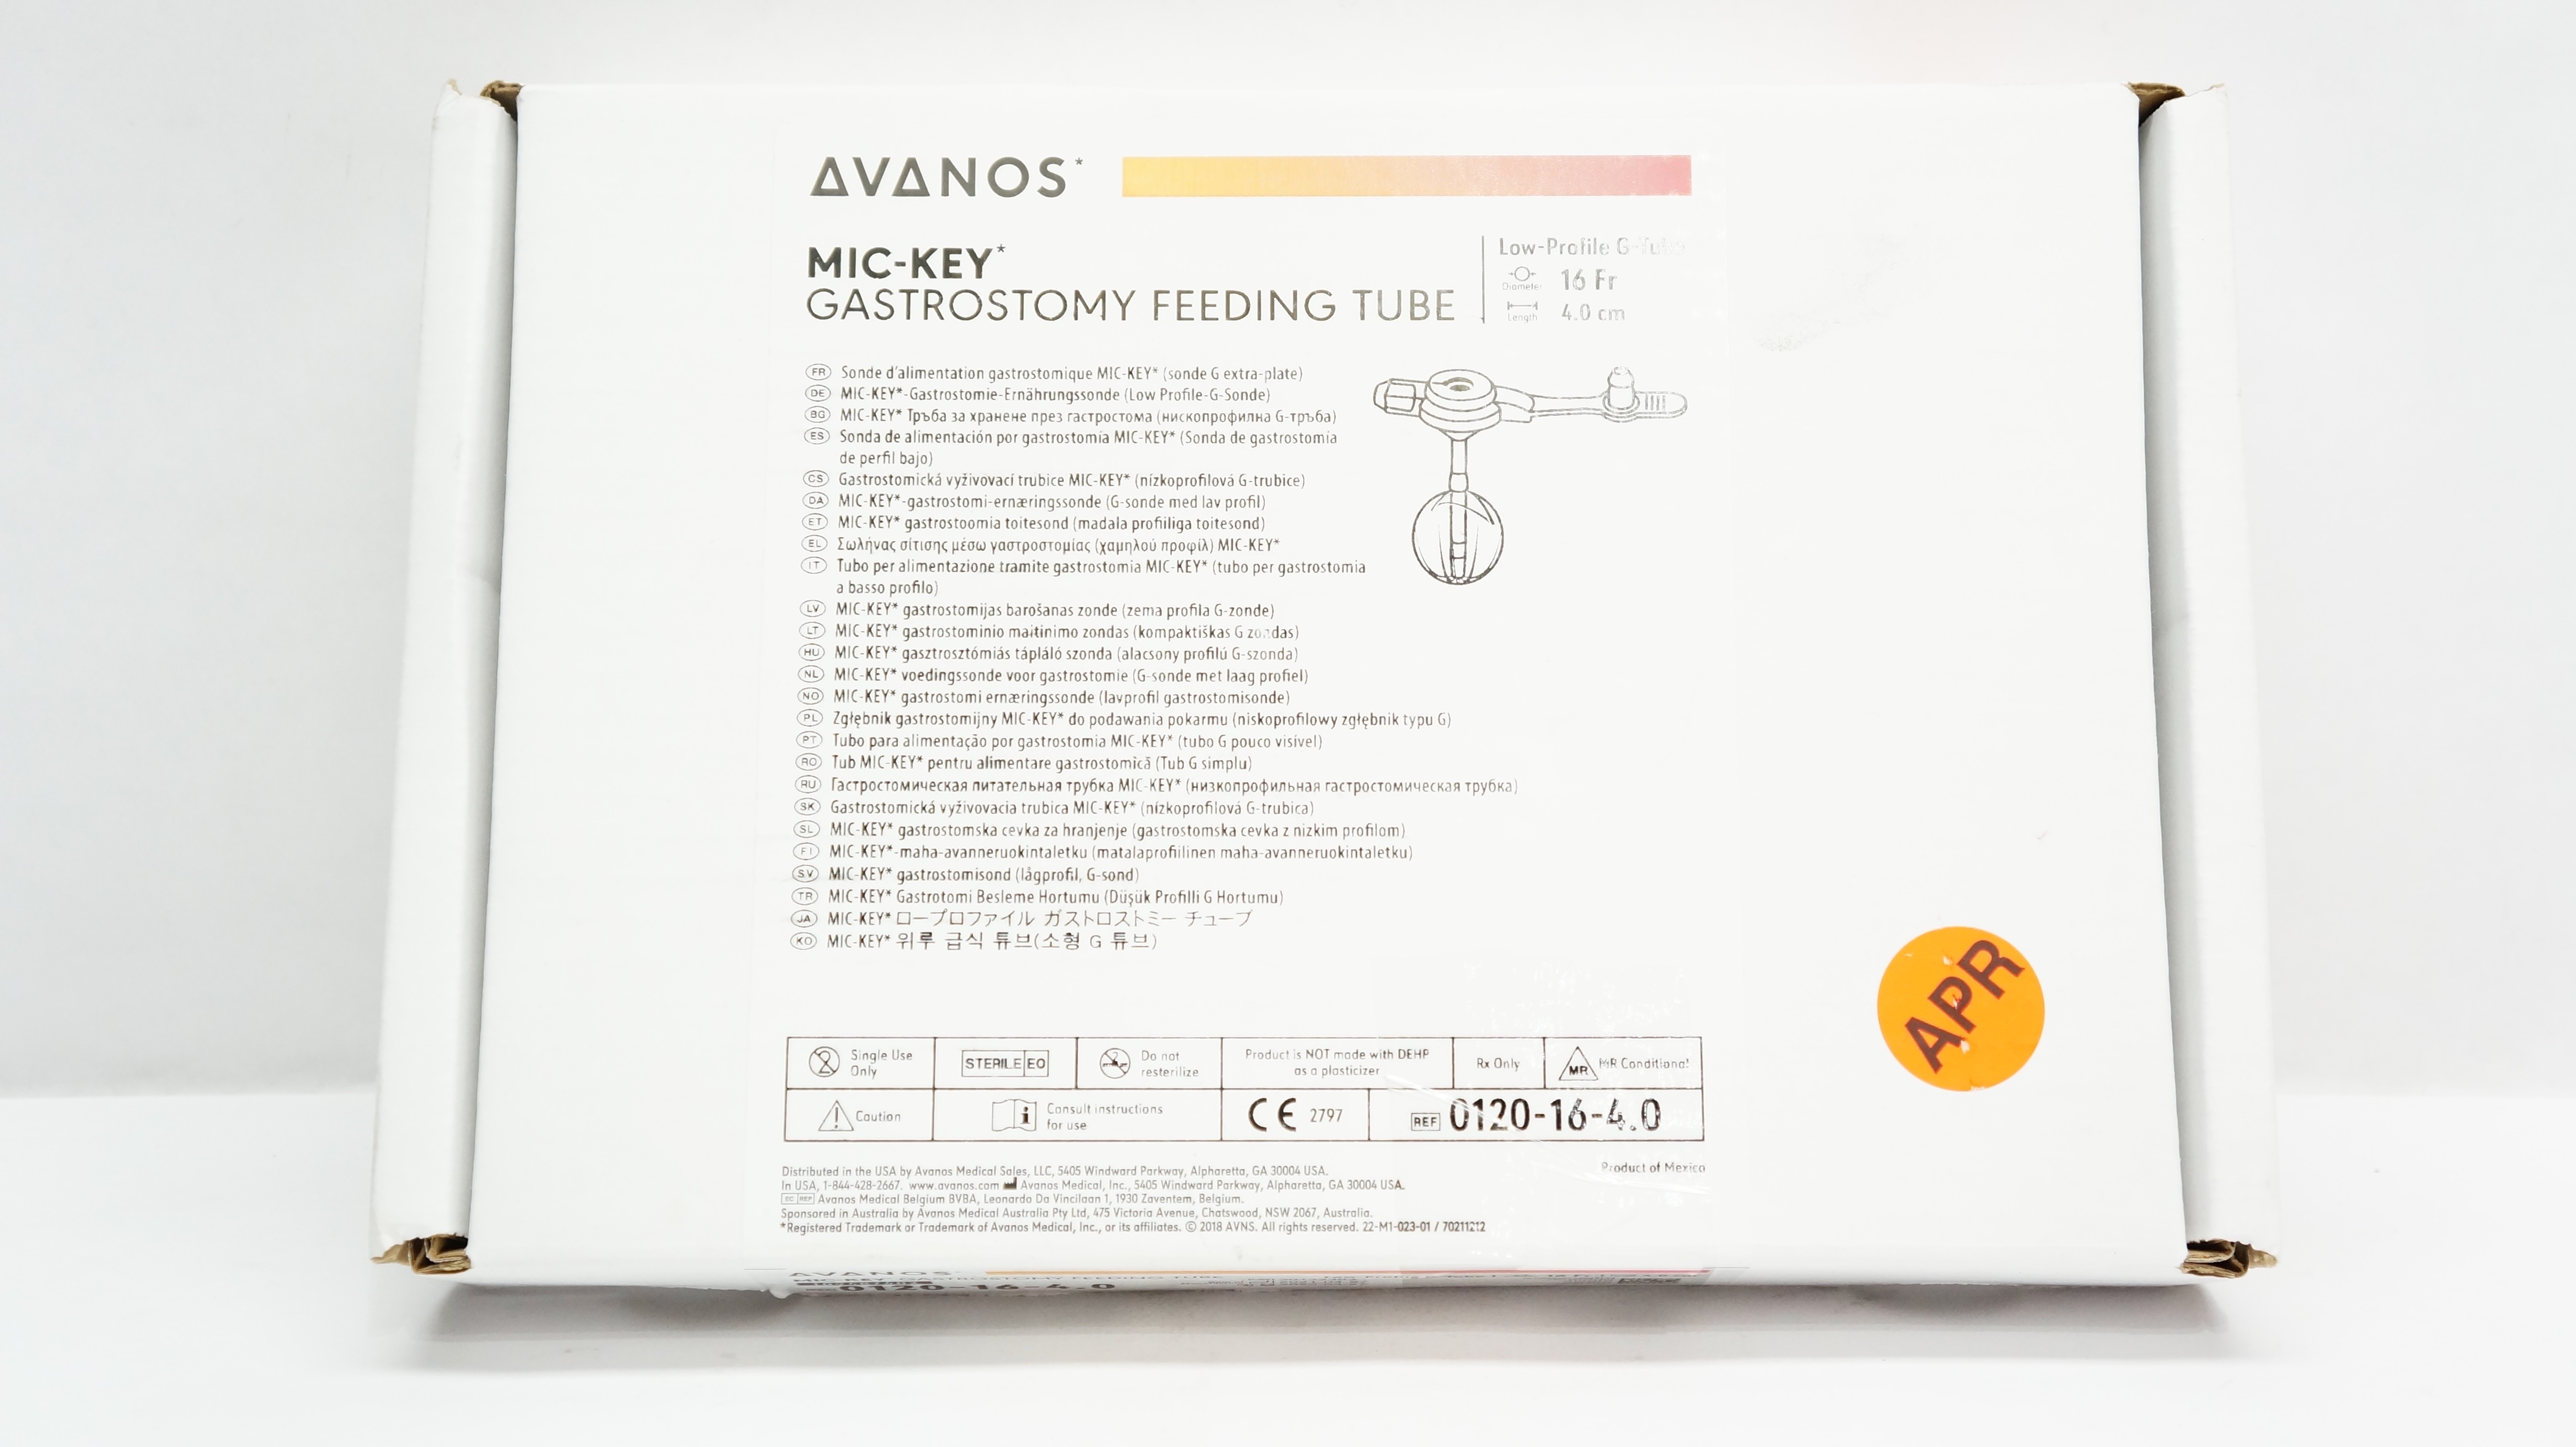 AVANOS*
MIC-KEY*
GASTROSTOMY FEEDING TUBE
Low-Profile G-Tube
Diameter 16 Fr
Length 4.0 cm
FR Sonde d'alimentation gastrostomique MIC-KEY* (sonde G extra-plate)
DE MIC-KEY*-Gastrostomie-Ernährungssonde (Low Profile-G-Sonde)
BG MIC-KEY* Тръба за хранене през гастростома (нископрофилна G-тръба)
ES Sonda de alimentación por gastrostomía MIC-KEY* (Sonda de gastrostomía
de perfil bajo)
CS Gastrostomická vyživovací trubice MIC-KEY* (nízkoprofilová G-trubice)
DA MIC-KEY*-gastrostomi-ernæringssonde (G-sonde med lav profil)
ET MIC-KEY* gastrostoomia toitesond (madala profiiliga toitesond)
EL Σωλήνας σίτισης μέσω γαστροστομίας (χαμηλού προφίλ) MIC-KEY*
IT Tubo per alimentazione tramite gastrostomia MIC-KEY* (tubo per gastrostomia
a basso profilo)
LV MIC-KEY* gastrostomijas barošanas zonde (zema profila G-zonde)
LT MIC-KEY* gastrostominio maitinimo zondas (kompaktiškas G zondas)
HU MIC-KEY* gasztrosztómiás tápláló szonda (alacsony profilú G-szonda)
NL MIC-KEY* voedingssonde voor gastrostomie (G-sonde met laag profiel)
NO MIC-KEY* gastrostomi ernæringssonde (lavprofil gastrostomisonde)
PL Zgłębnik gastrostomijny MIC-KEY* do podawania pokarmu (niskoprofilowy zgłębnik typu G)
PT Tubo para alimentação por gastrostomia MIC-KEY* (tubo G pouco visível)
RO Tub MIC-KEY* pentru alimentare gastrostomică (Tub G simplu)
RU Гастростомическая питательная трубка MIC-KEY* (низкопрофильная гастростомическая трубка)
SK Gastrostomická vyživovacia trubica MIC-KEY* (nízkoprofilová G-trubica)
SL MIC-KEY* gastrostomska cevka za hranjenje (gastrostomska cevka z nizkim profilom)
FI MIC-KEY*-maha-avanneruokintaletku (matalaprofiilinen maha-avanneruokintaletku)
SV MIC-KEY* gastrostomisond (lågprofil, G-sond)
TR MIC-KEY* Gastrotomi Besleme Hortumu (Düşük Profilli G Hortumu)
JA MIC-KEY* ロープロファイル ガストロストミー チューブ
KO MIC-KEY* 위루 급식 튜브(소형 G 튜브)
APR
2 Single Use
Only
STERILE EO
Do not
resterilize
Product is NOT made with DEHP
as a plasticizer
Rx Only
MR MR Conditional
Caution
i Consult instructions
for use
CE 2797
REF 0120-16-4.0
Product of Mexico
Distributed in the USA by Avanos Medical Sales, LLC, 5405 Windward Parkway, Alpharetta, GA 30004 USA.
In USA, 1-844-428-2667. www.avanos.com Avanos Medical, Inc., 5405 Windward Parkway, Alpharetta, GA 30004 USA.
EC REP Avanos Medical Belgium BVBA, Leonardo Da Vincilaan 1, 1930 Zaventem, Belgium.
Sponsored in Australia by Avanos Medical Australia Pty Ltd, 475 Victoria Avenue, Chatswood, NSW 2067, Australia.
*Registered Trademark or Trademark of Avanos Medical, Inc., or its affiliates. © 2018 AVNS. All rights reserved. 22-M1-023-01 / 70211212
AVANOS*
0120-16-4.0